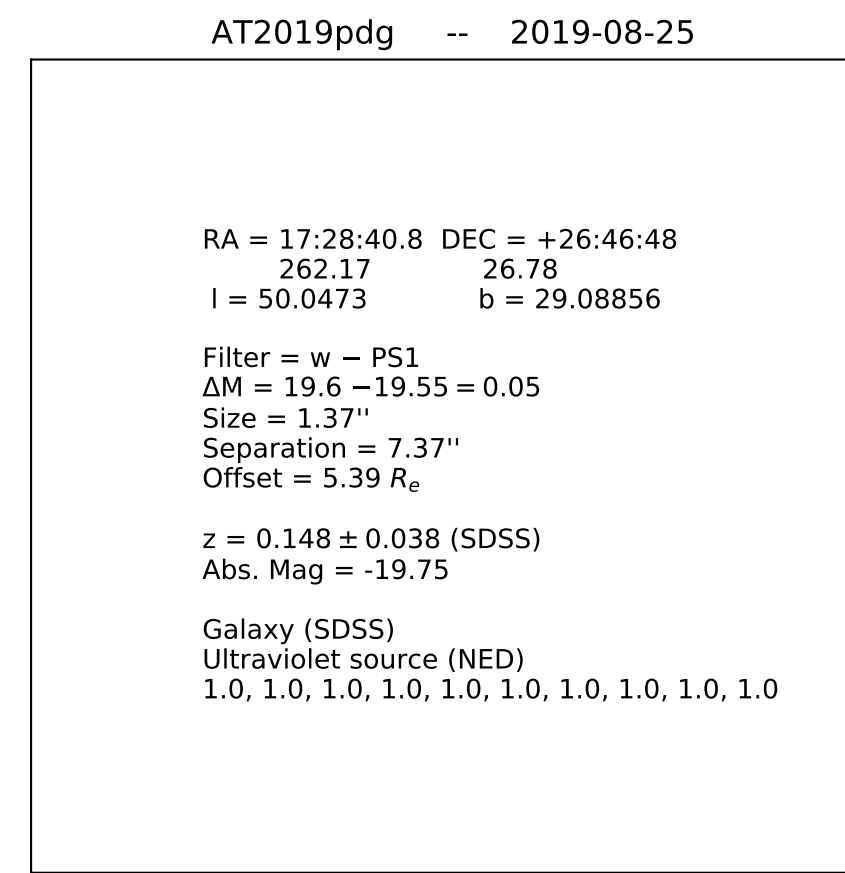 AT2019pdg -- 2019-08-25
RA = 17:28:40.8 DEC = +26:46:48
262.17 26.78
l = 50.0473 b = 29.08856
Filter = w − PS1
ΔM = 19.6 −19.55 = 0.05
Size = 1.37''
Separation = 7.37''
Offset = 5.39 Rₑ
z = 0.148 ± 0.038 (SDSS)
Abs. Mag = -19.75
Galaxy (SDSS)
Ultraviolet source (NED)
1.0, 1.0, 1.0, 1.0, 1.0, 1.0, 1.0, 1.0, 1.0, 1.0